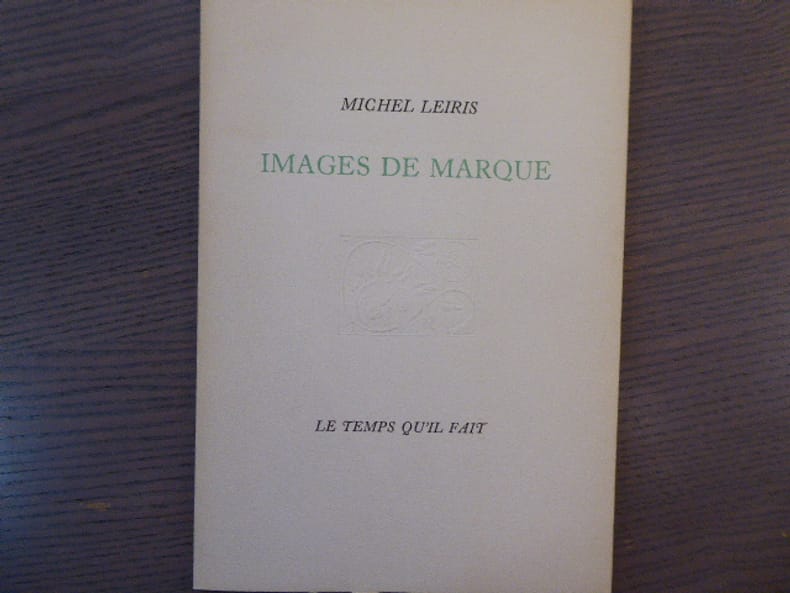 MICHEL LEIRIS
IMAGES DE MARQUE
LE TEMPS QU'IL FAIT